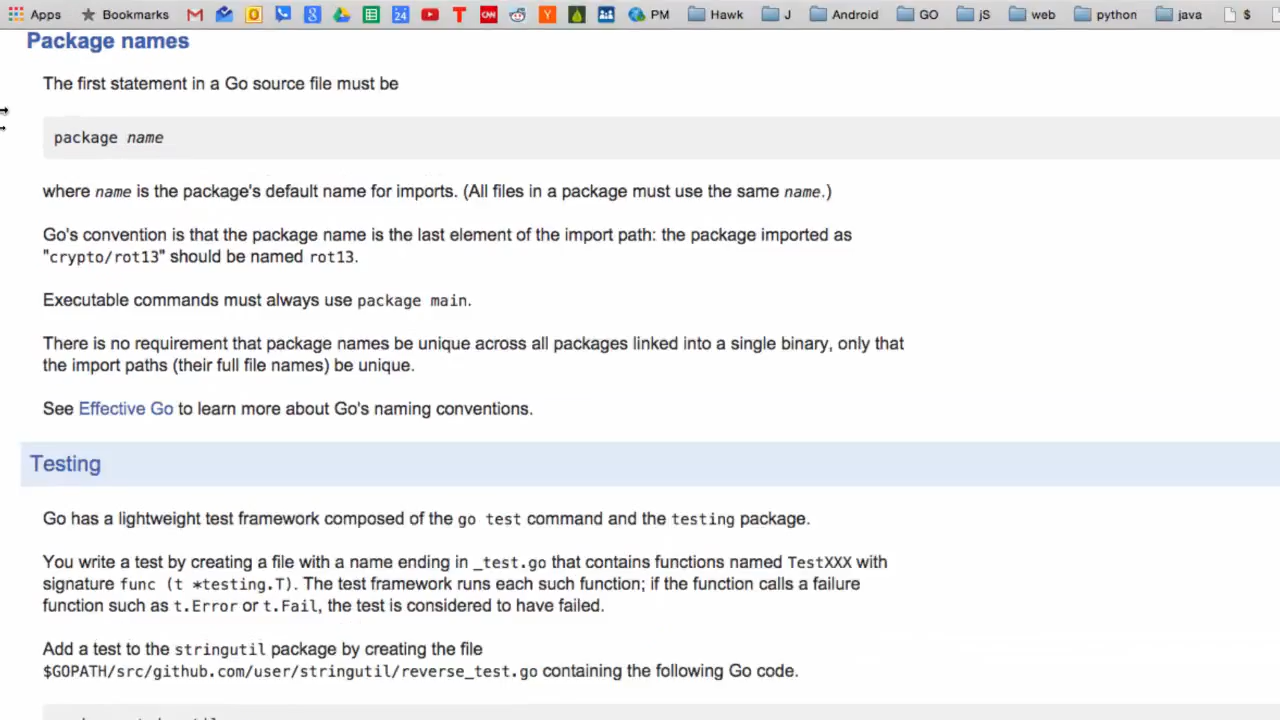 Apps Bookmarks 24 CNN PM Hawk J Android GO jS web python java $
Package names
The first statement in a Go source file must be
package name
where name is the package's default name for imports. (All files in a package must use the same name.)
Go's convention is that the package name is the last element of the import path: the package imported as
"crypto/rot13" should be named rot13.
Executable commands must always use package main.
There is no requirement that package names be unique across all packages linked into a single binary, only that
the import paths (their full file names) be unique.
See Effective Go to learn more about Go's naming conventions.
Testing
Go has a lightweight test framework composed of the go test command and the testing package.
You write a test by creating a file with a name ending in _test.go that contains functions named TestXXX with
signature func (t *testing.T). The test framework runs each such function; if the function calls a failure
function such as t.Error or t.Fail, the test is considered to have failed.
Add a test to the stringutil package by creating the file
$GOPATH/src/github.com/user/stringutil/reverse_test.go containing the following Go code.